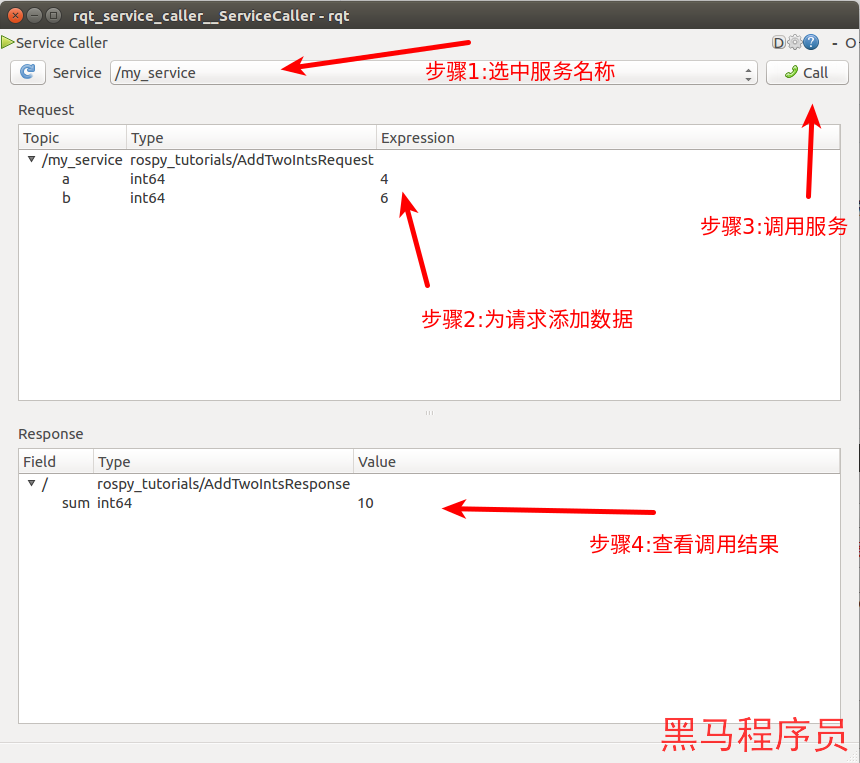 rqt_service_caller__ServiceCaller - rqt
Service Caller
D
?
- O
Service
/my_service
步骤1:选中服务名称
Call
Request
Topic Type Expression
/my_service rospy_tutorials/AddTwoIntsRequest
a int64 4
b int64 6
步骤3:调用服务
步骤2:为请求添加数据
Response
Field Type Value
/ rospy_tutorials/AddTwoIntsResponse
sum int64 10
步骤4:查看调用结果
黑马程序员